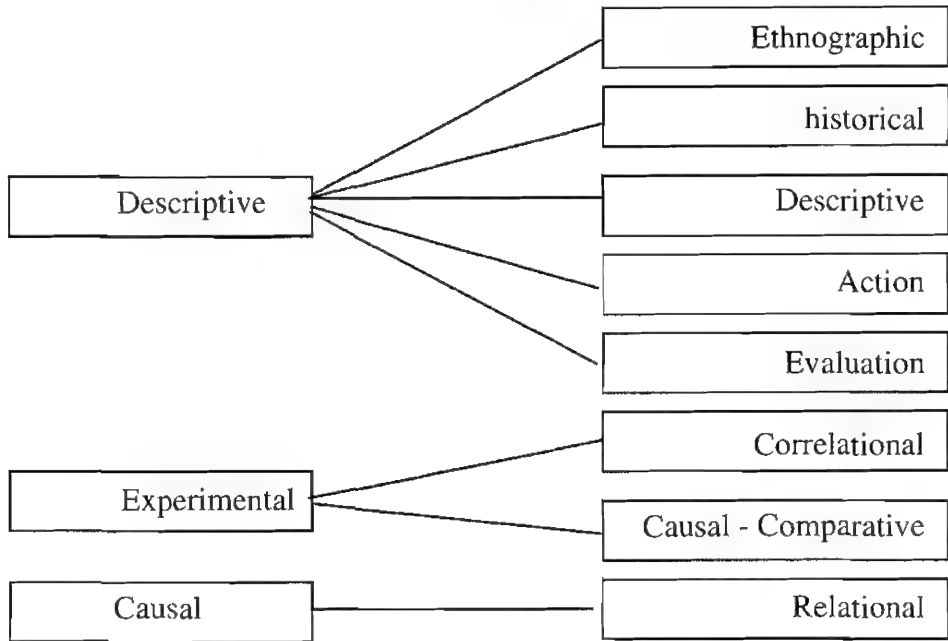 Ethnographic
historical
Descriptive
Descriptive
Action
Evaluation
Correlational
Experimental
Causal - Comparative
Causal
Relational